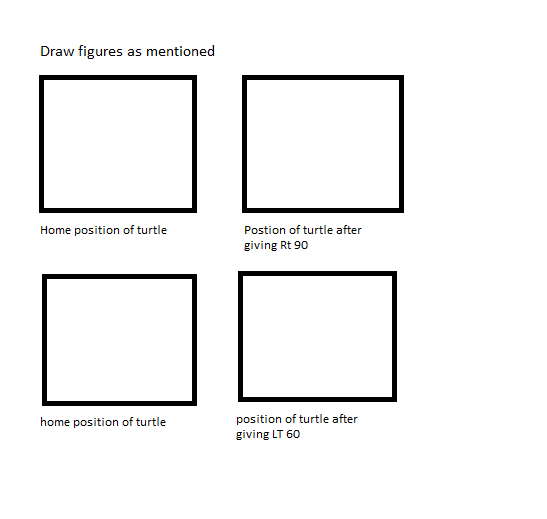 Draw figures as mentioned
Home position of turtle
Postion of turtle after
giving Rt 90
home position of turtle
position of turtle after
giving LT 60